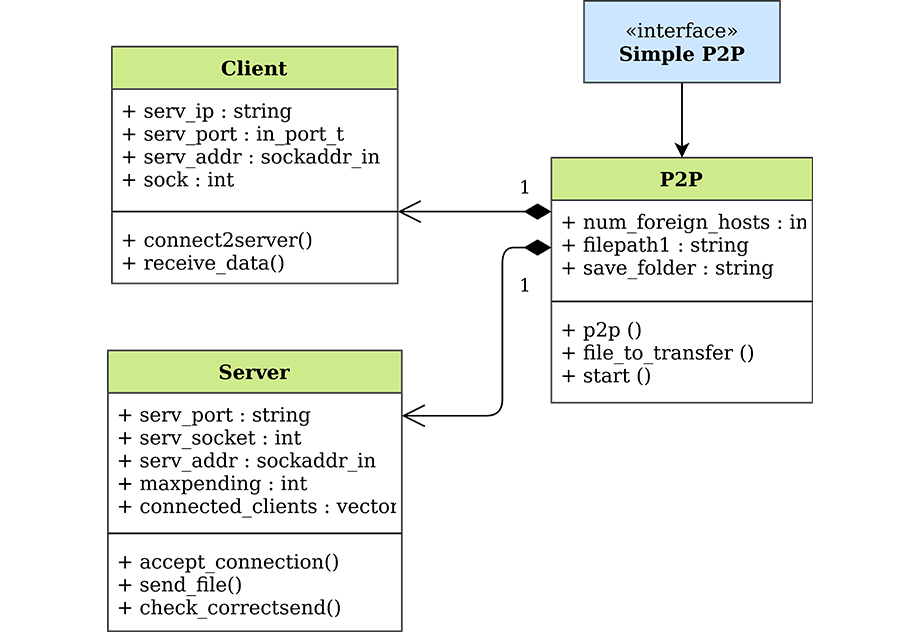 «interface»
Simple P2P
Client
+ serv_ip : string
+ serv_port : in_port_t
+ serv_addr : sockaddr_in
+ sock : int
+ connect2server()
+ receive_data()
1
1
P2P
+ num_foreign_hosts : in
+ filepath1 : string
+ save_folder : string
+ p2p ()
+ file_to_transfer ()
+ start ()
Server
+ serv_port : string
+ serv_socket : int
+ serv_addr : sockaddr_in
+ maxpending : int
+ connected_clients : vector
+ accept_connection()
+ send_file()
+ check_correctsend()